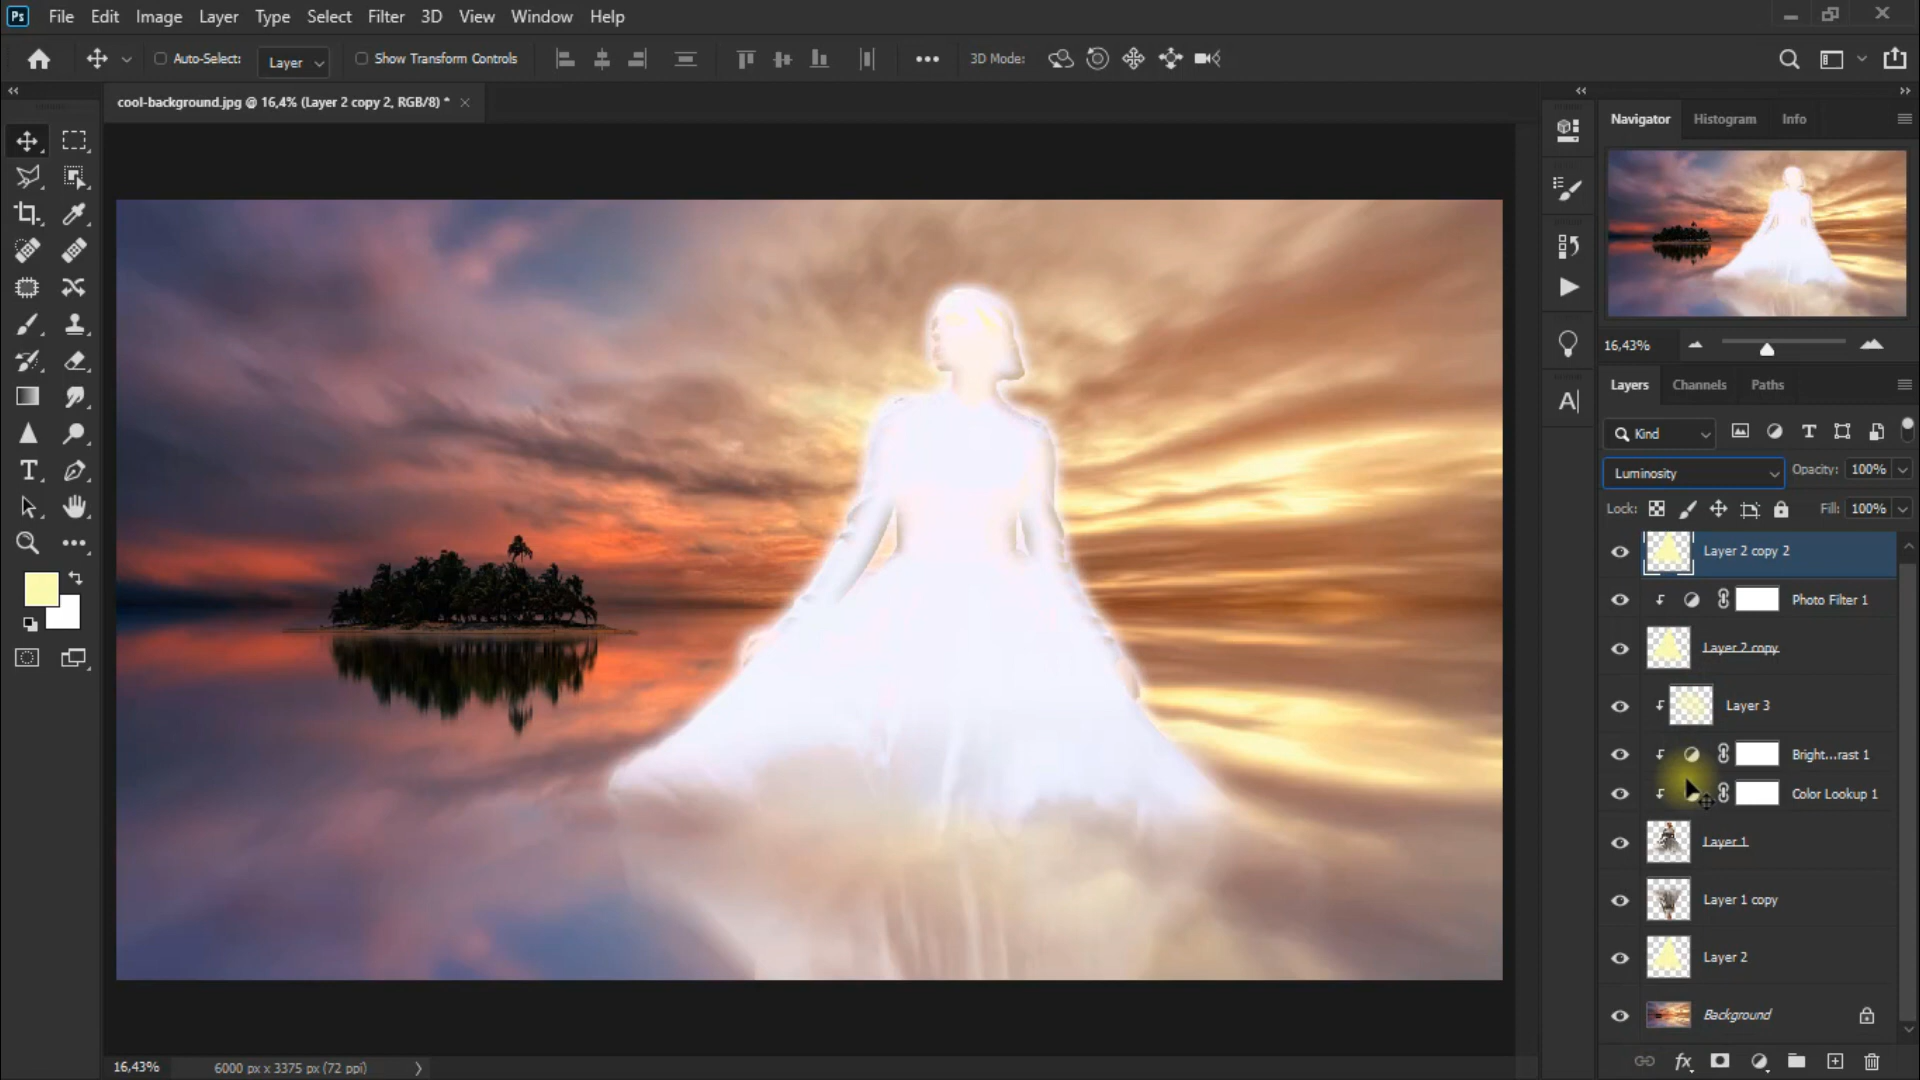 Ps File Edit Image Layer Type Select Filter 3D View Window Help
Auto-Select: Layer Show Transform Controls 3D Mode:
cool-background.jpg @ 16,4% (Layer 2 copy 2, RGB/8) *
Navigator Histogram Info
16,43%
Layers Channels Paths
Kind
Luminosity Opacity: 100%
Lock: Fill: 100%
Layer 2 copy 2
Photo Filter 1
Layer 2 copy
Layer 3
Bright...rast 1
Color Lookup 1
Layer 1
Layer 1 copy
Layer 2
Background
16,43% 6000 px x 3375 px (72 ppi)